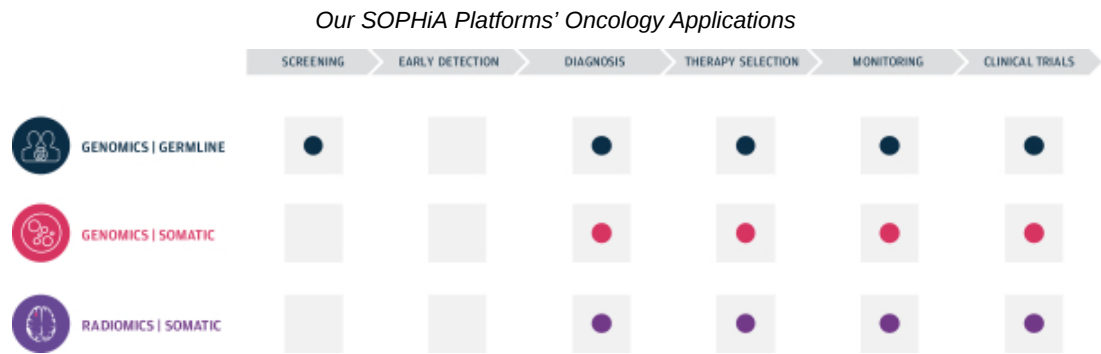 Our SOPHiA Platforms’ Oncology Applications
SCREENING EARLY DETECTION DIAGNOSIS THERAPY SELECTION MONITORING CLINICAL TRIALS
GENOMICS | GERMLINE
GENOMICS | SOMATIC
RADIOMICS | SOMATIC